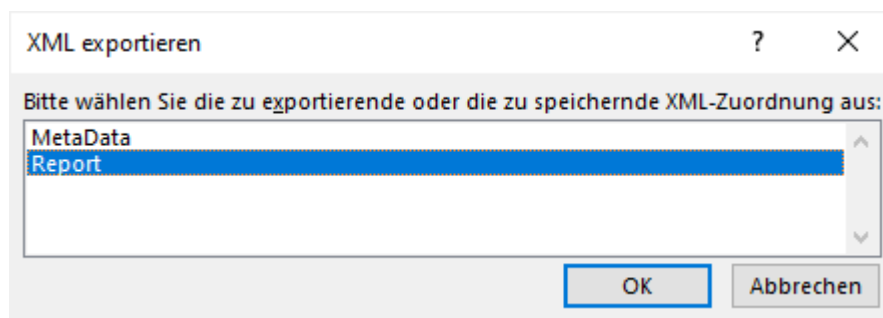 XML exportieren ? ×
Bitte wählen Sie die zu exportierende oder die zu speichernde XML-Zuordnung aus:
MetaData
Report
OK Abbrechen